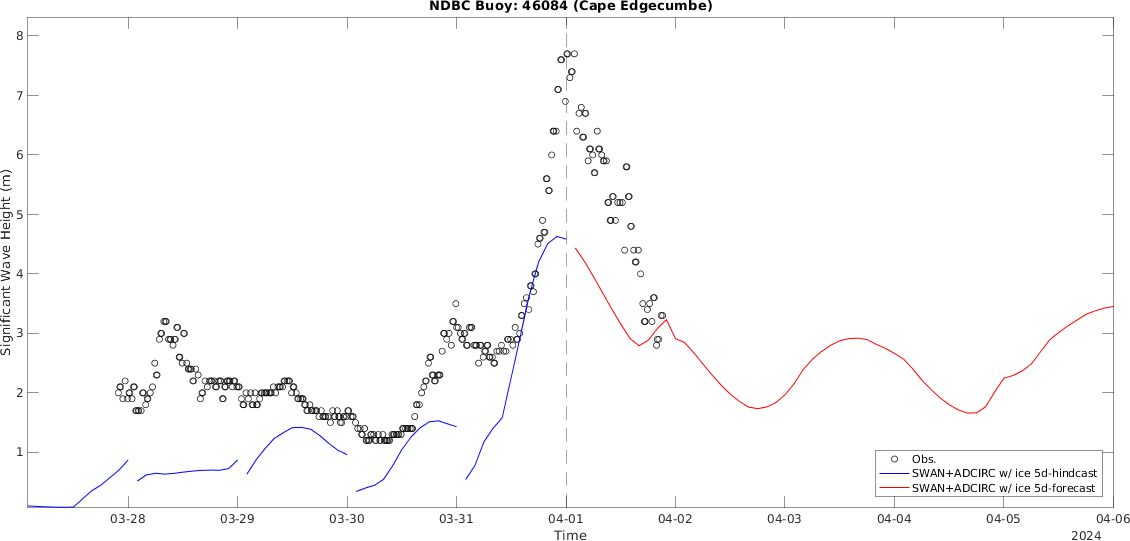 NDBC Buoy: 46084 (Cape Edgecumbe)
Significant Wave Height (m)
8
7
6
5
4
3
2
1
Obs.
SWAN+ADCIRC w/ ice 5d-hindcast
SWAN+ADCIRC w/ ice 5d-forecast
03-28 03-29 03-30 03-31 04-01 04-02 04-03 04-04 04-05 04-06
Time
2024